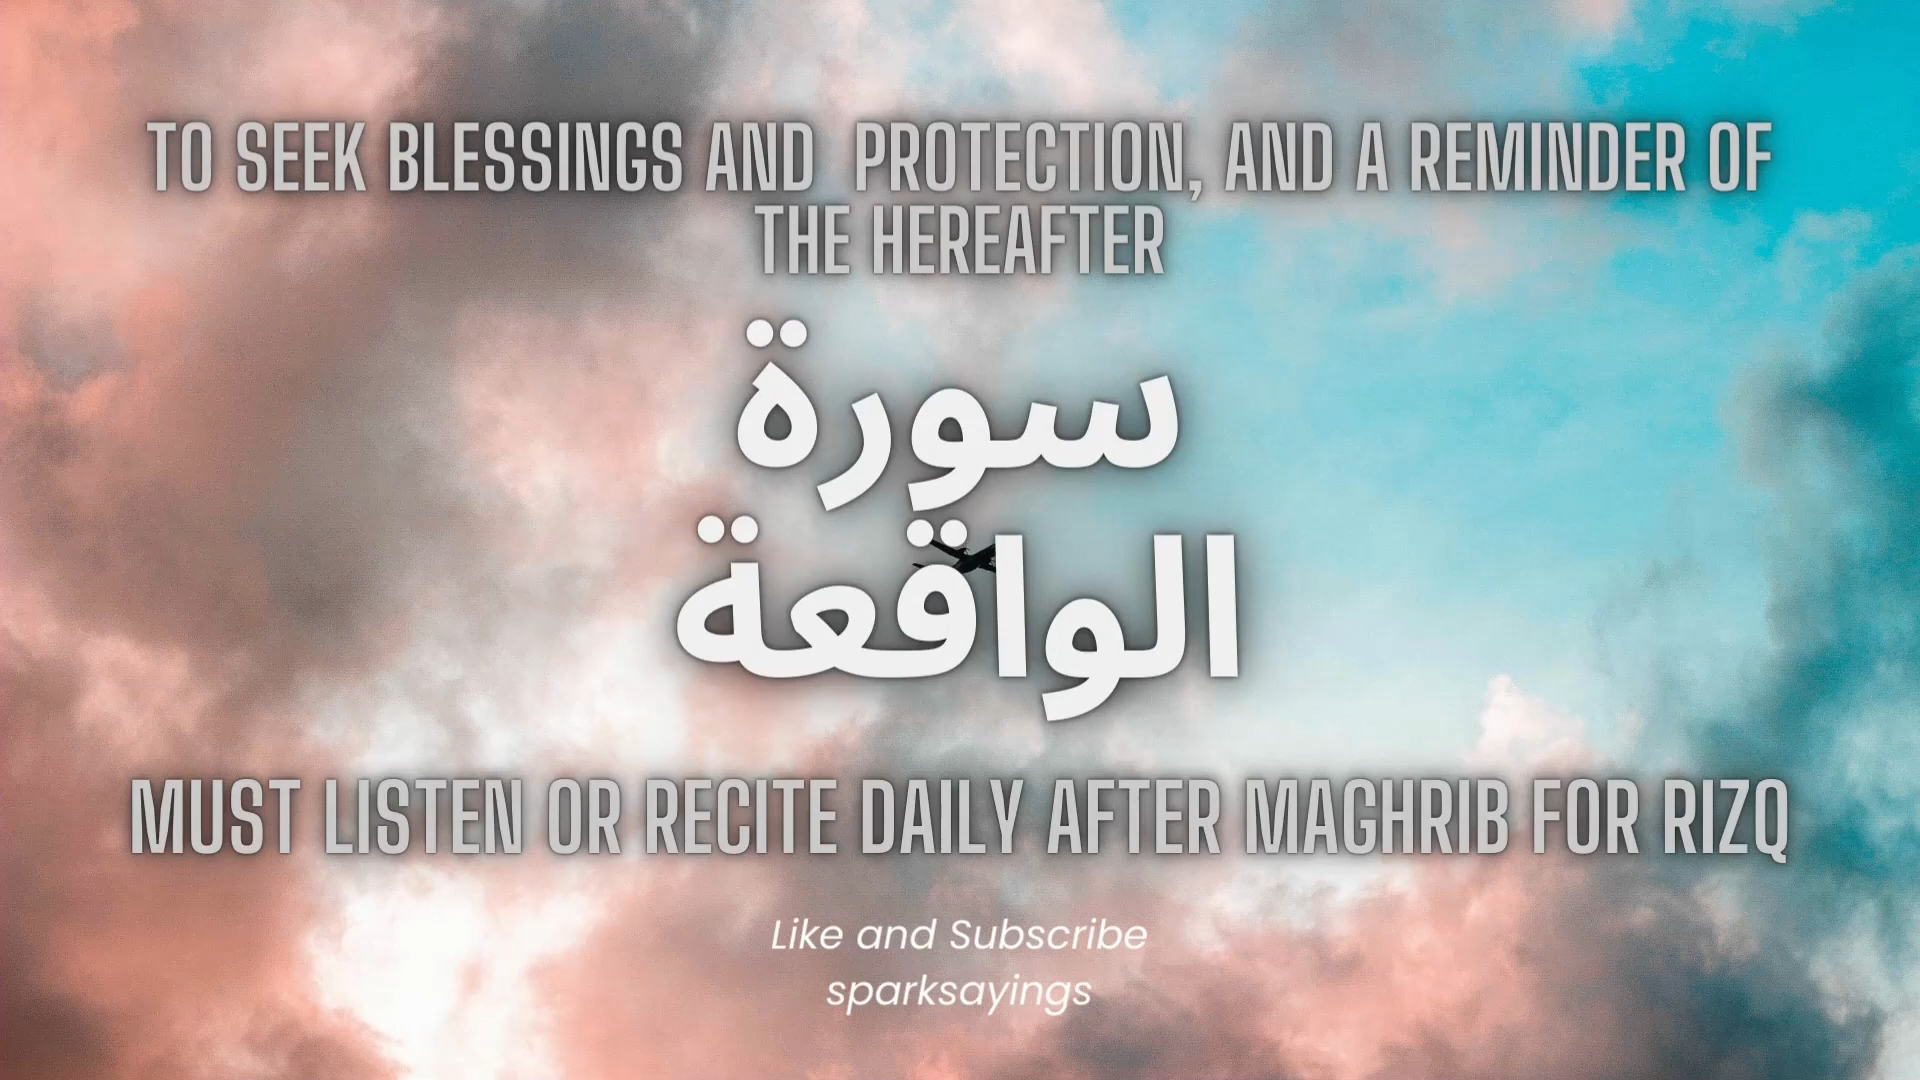 TO SEEK BLESSINGS AND PROTECTION, AND A REMINDER OF
THE HEREAFTER
سورة
الواقعة
MUST LISTEN OR RECITE DAILY AFTER MAGHRIB FOR RIZQ
Like and Subscribe
sparksayings